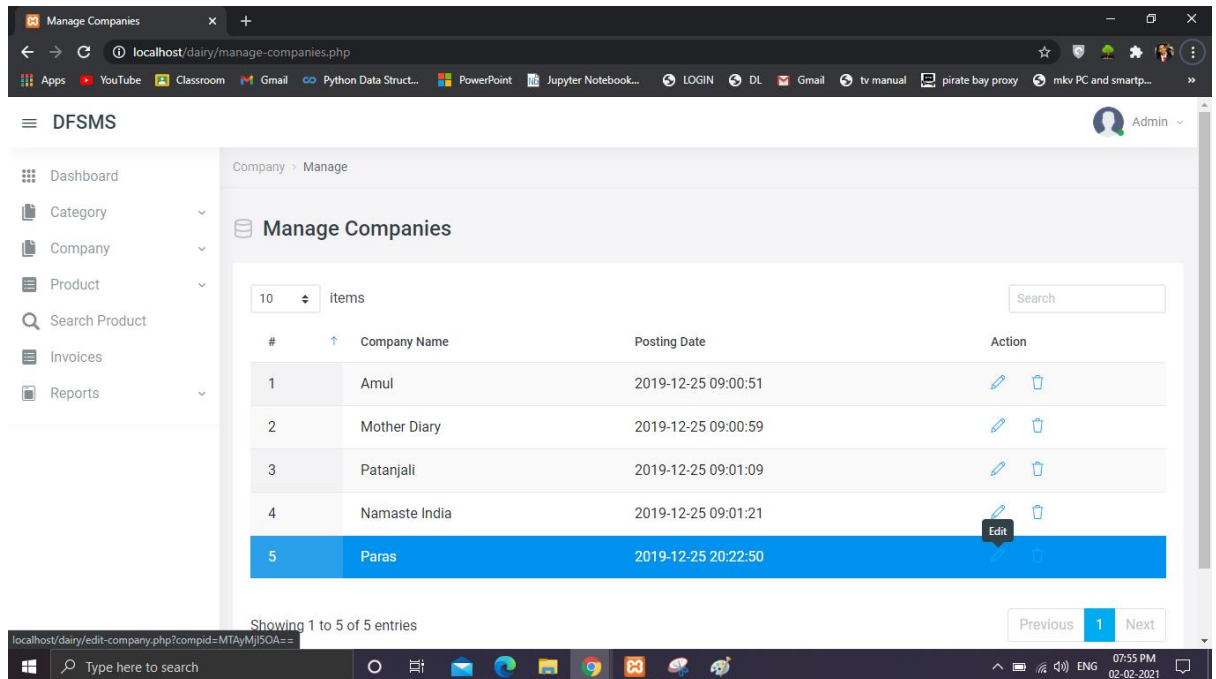 Manage Companies
localhost/dairy/manage-companies.php
Apps YouTube Classroom Gmail Python Data Struct... PowerPoint Jupyter Notebook... LOGIN DL Gmail tv manual pirate bay proxy mkv PC and smartp... »
DFSMS Admin
Company > Manage
Dashboard
Category
Company
Product
Search Product
Invoices
Reports
Manage Companies
10 items Search
# Company Name Posting Date Action
1 Amul 2019-12-25 09:00:51
2 Mother Diary 2019-12-25 09:00:59
3 Patanjali 2019-12-25 09:01:09
4 Namaste India 2019-12-25 09:01:21
Edit
5 Paras 2019-12-25 20:22:50
Showing 1 to 5 of 5 entries Previous 1 Next
localhost/dairy/edit-company.php?compid=MTAyMjI5OA==
Type here to search ENG 07:55 PM
02-02-2021